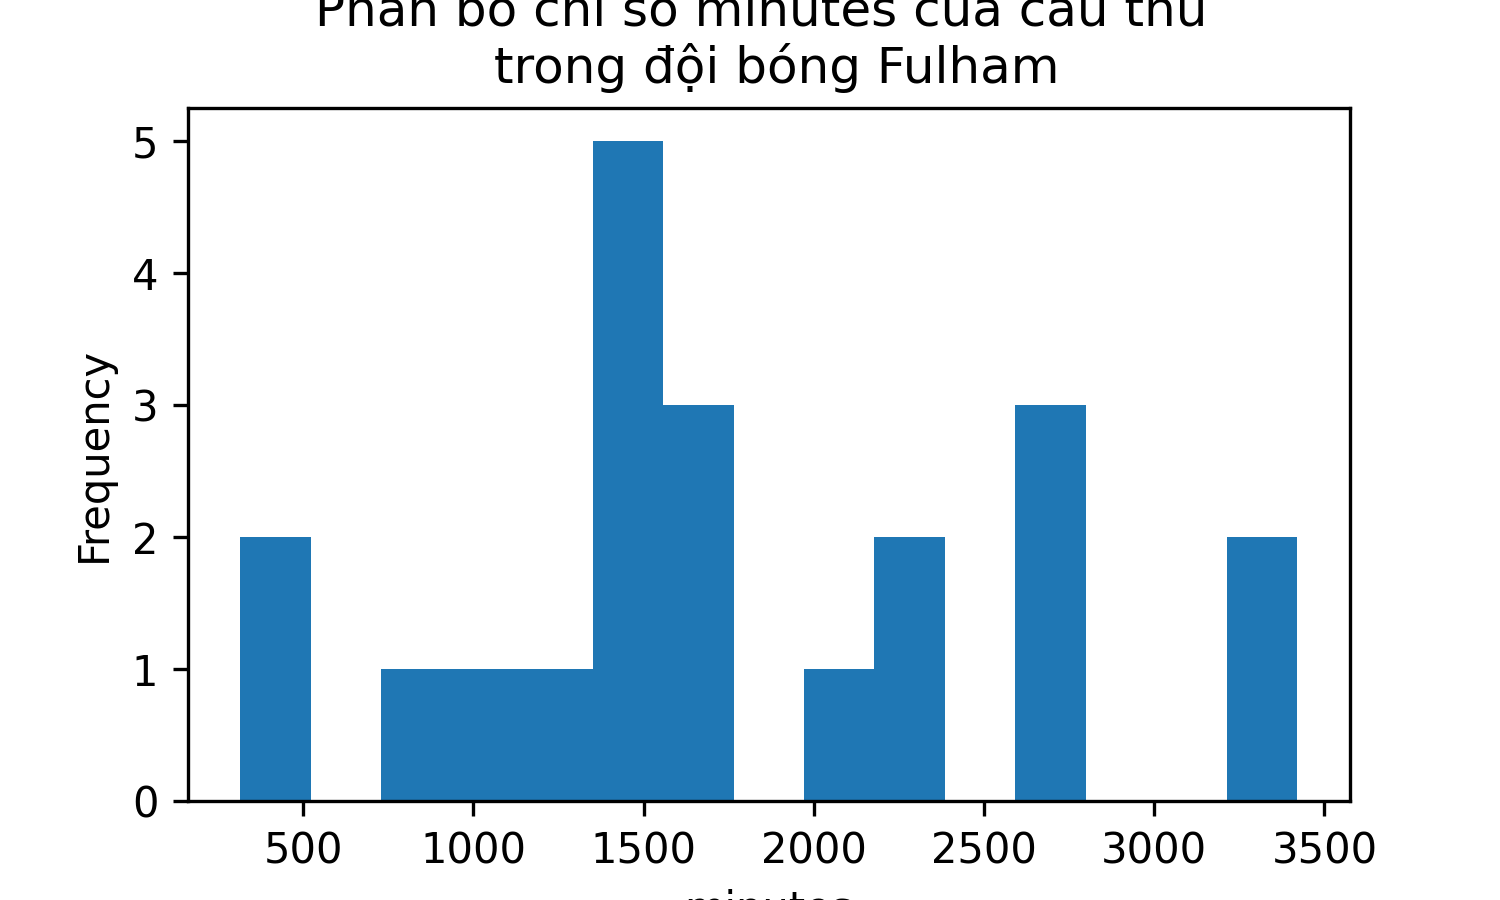 Phân bố chỉ số minutes của cầu thủ
trong đội bóng Fulham
5
4
3
2
1
0
Frequency
500 1000 1500 2000 2500 3000 3500
minutes